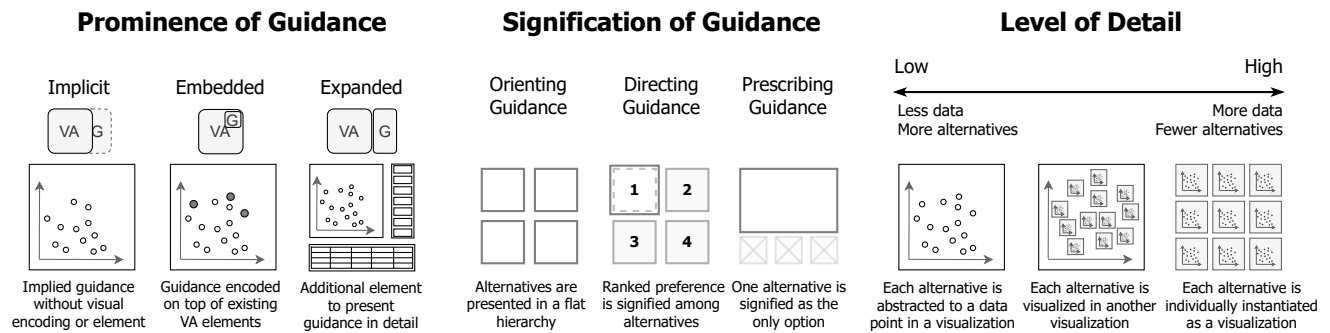 Prominence of Guidance
Implicit
Embedded
Expanded
VA
G
VA
G
VA
G
Implied guidance
without visual
encoding or element
Guidance encoded
on top of existing
VA elements
Additional element
to present
guidance in detail
Signification of Guidance
Orienting
Guidance
Directing
Guidance
Prescribing
Guidance
1
2
3
4
Alternatives are
presented in a flat
hierarchy
Ranked preference
is signified among
alternatives
One alternative is
signified as the
only option
Level of Detail
Low
High
Less data
More alternatives
More data
Fewer alternatives
Each alternative is
abstracted to a data
point in a visualization
Each alternative is
visualized in another
visualization
Each alternative is
individually instantiated
as a visualization